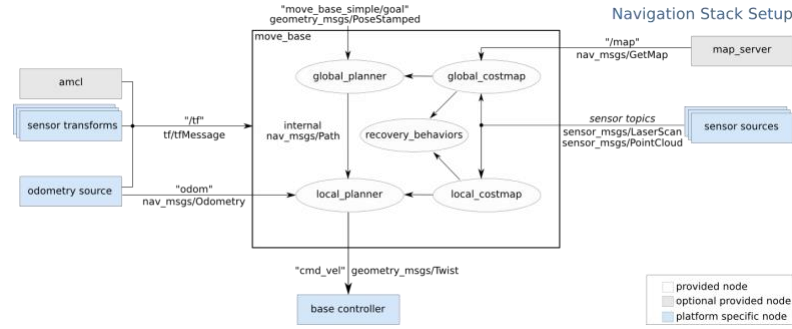 Navigation Stack Setup
"move_base_simple/goal"
geometry_msgs/PoseStamped
move_base
"/map"
nav_msgs/GetMap
map_server
global_planner
global_costmap
amcl
sensor transforms
"/tf"
tf/tfMessage
internal
nav_msgs/Path
recovery_behaviors
sensor topics
sensor_msgs/LaserScan
sensor_msgs/PointCloud
sensor sources
odometry source
"odom"
nav_msgs/Odometry
local_planner
local_costmap
"cmd_vel" geometry_msgs/Twist
base controller
provided node
optional provided node
platform specific node